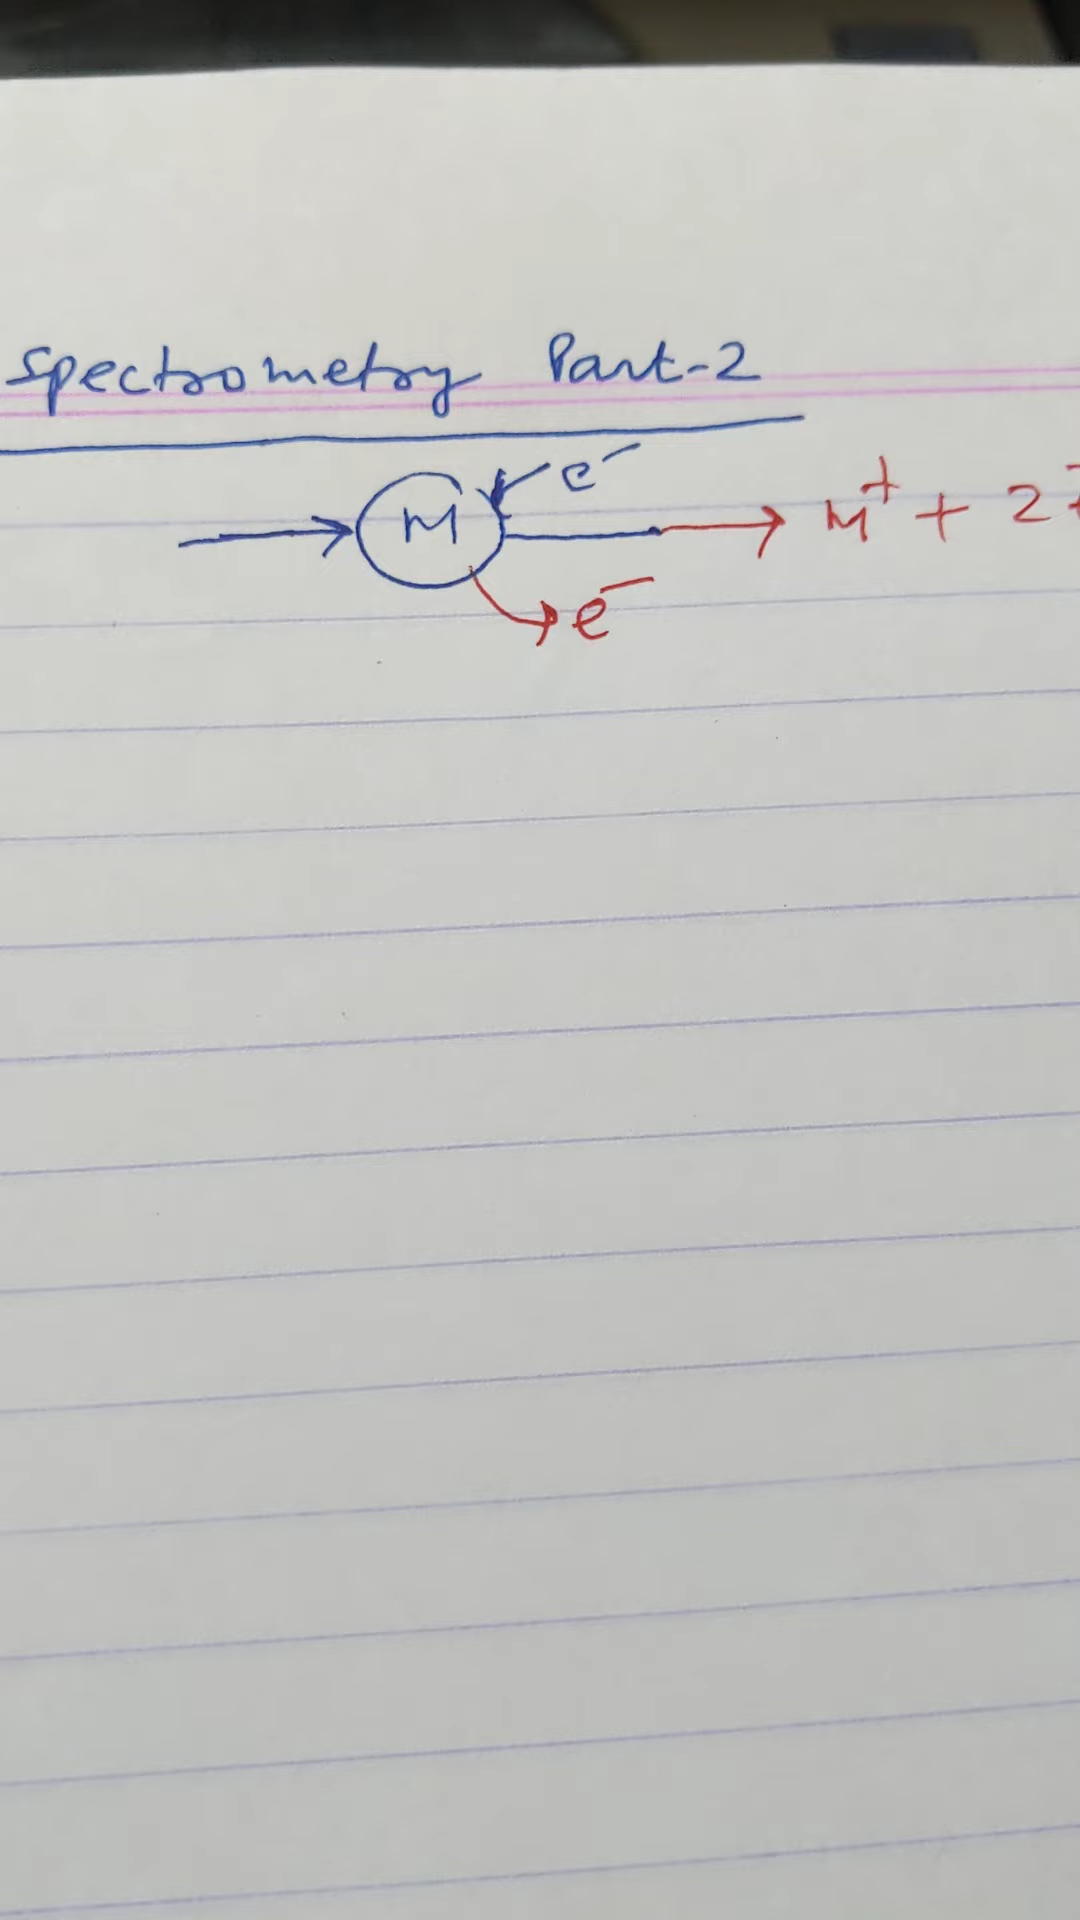 Spectrometry Part-2
M e⁻ M⁺ + 2
e⁻